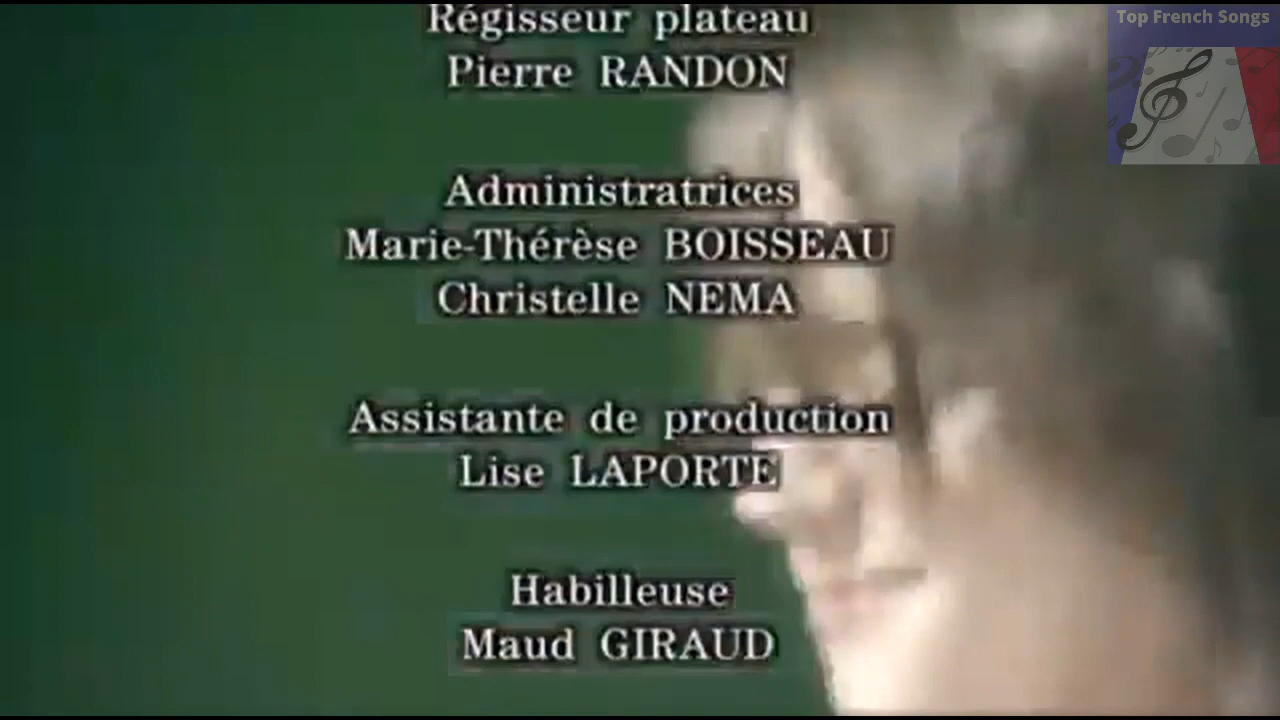 Top French Songs
Régisseur plateau
Pierre RANDON
Administratrices
Marie-Thérèse BOISSEAU
Christelle NEMA
Assistante de production
Lise LAPORTE
Habilleuse
Maud GIRAUD